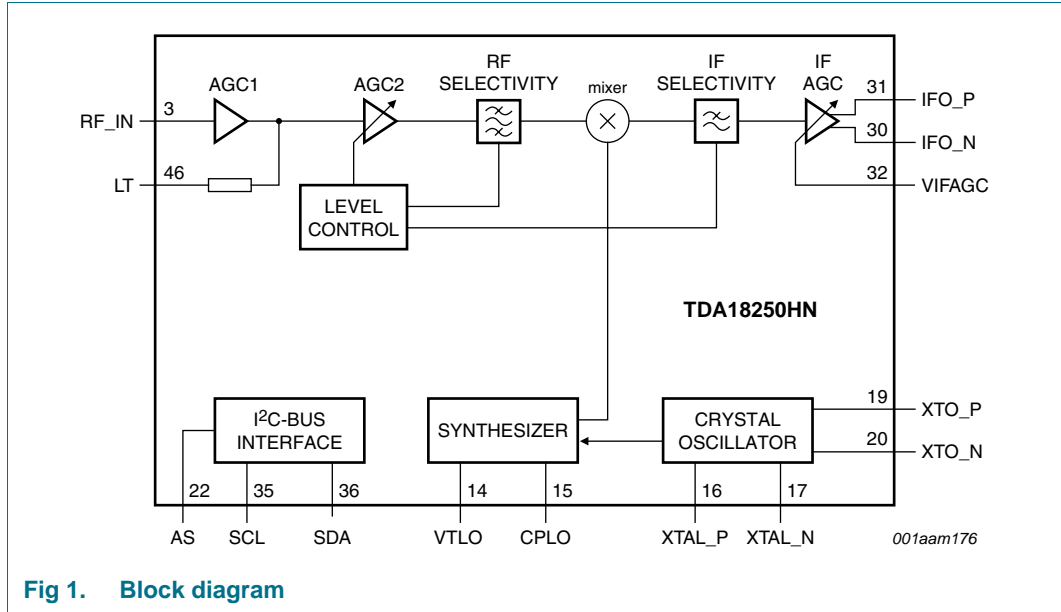 RF
SELECTIVITY
IF
SELECTIVITY
IF
AGC
AGC1
AGC2
mixer
31
IFO_P
3
RF_IN
30
IFO_N
46
LT
32
VIFAGC
LEVEL
CONTROL
TDA18250HN
I2C-BUS
INTERFACE
SYNTHESIZER
CRYSTAL
OSCILLATOR
19
XTO_P
20
XTO_N
22
35
36
14
15
16
17
AS
SCL
SDA
VTLO
CPLO
XTAL_P
XTAL_N
001aam176
Fig 1. Block diagram